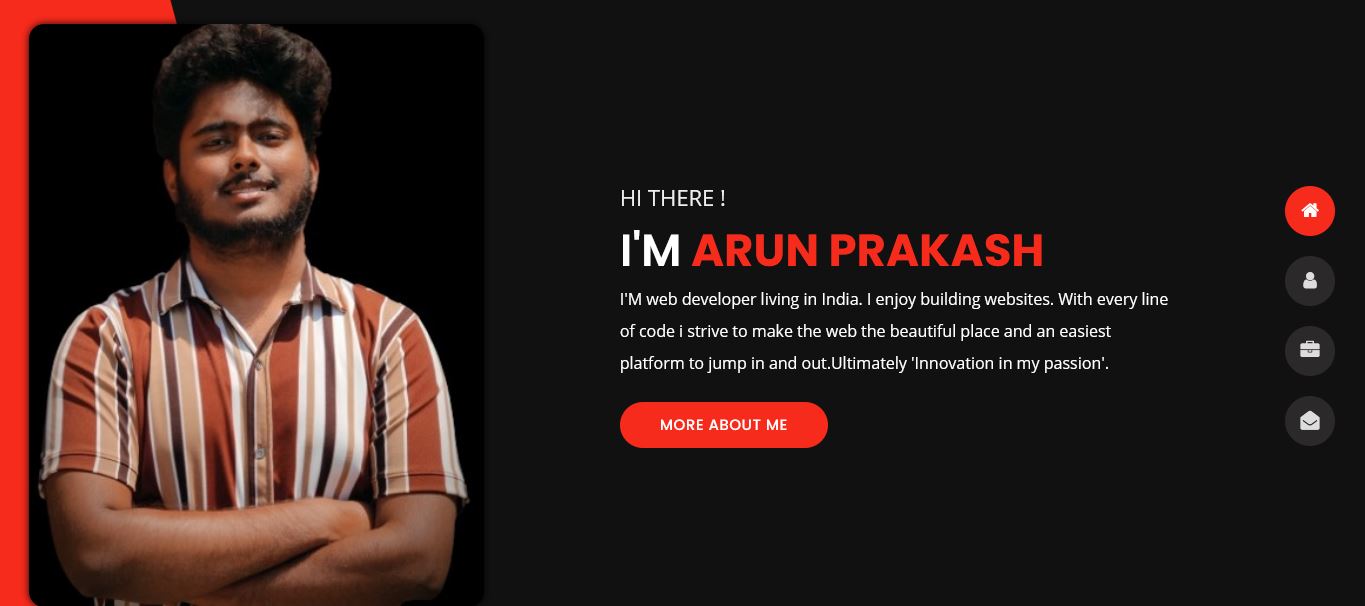 HI THERE !
I'M ARUN PRAKASH
I'M web developer living in India. I enjoy building websites. With every line
of code i strive to make the web the beautiful place and an easiest
platform to jump in and out.Ultimately 'Innovation in my passion'.
MORE ABOUT ME